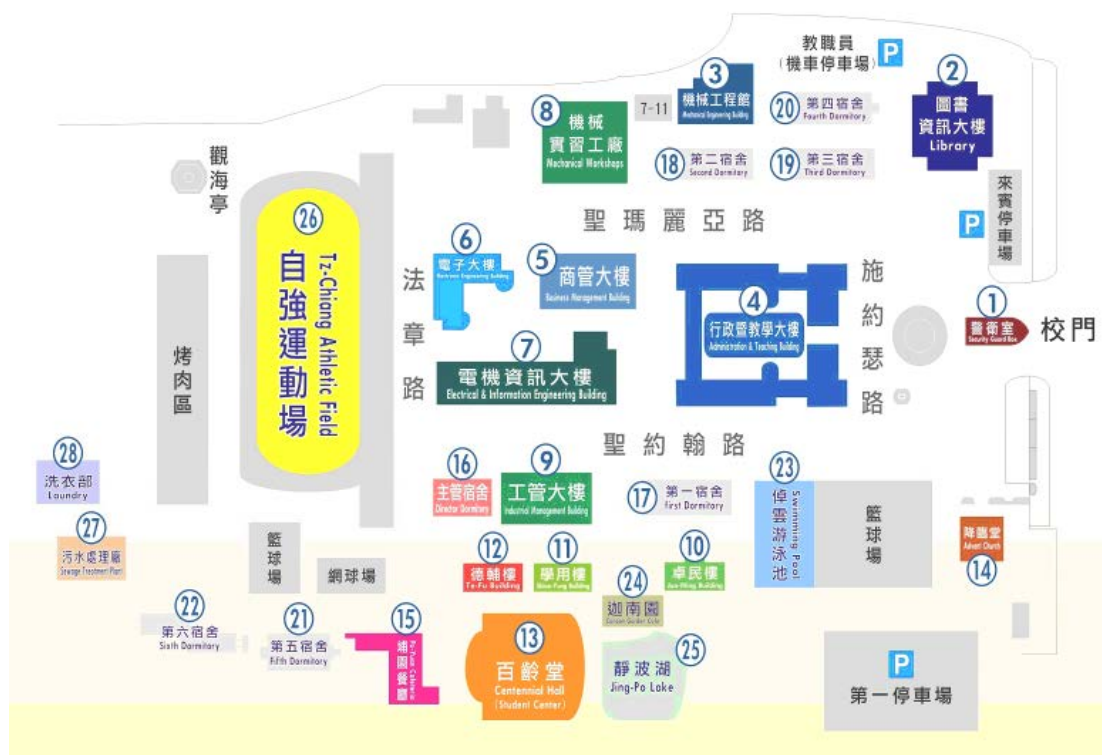 教職員
(機車停車場)
P
③
機械工程館
Mechanical Engineering Building
②
圖書
資訊大樓
Library
⑧
機械
實習工廠
Mechanical Workshops
7-11
⑳
第四宿舍
Fourth Dormitory
⑱
第二宿舍
Second Dormitory
⑲
第三宿舍
Third Dormitory
觀海亭
來賓停車場
P
㉖
自強運動場
Tz-Chiang Athletic Field
聖瑪麗亞路
法章路
⑥
電子大樓
Electronic Engineering Building
⑤
商管大樓
Business Management Building
④
行政暨教學大樓
Administration & Teaching Building
施約瑟路
①
警衛室
Security Guard Box
校門
⑦
電機資訊大樓
Electrical & Information Engineering Building
烤肉區
聖約翰路
㉘
洗衣部
Laundry
⑯
主管宿舍
Director Dormitory
⑨
工管大樓
Industrial Management Building
⑰
第一宿舍
First Dormitory
㉓
倬雲游泳池
Swimming Pool
籃球場
降臨堂
Advent Church
⑭
㉗
污水處理廠
Sewage Treatment Plant
籃球場
網球場
⑫
德輔樓
Te-Fu Building
⑪
學用樓
Building
⑩
卓民樓
Building
㉔
迦南園
㉒
第六宿舍
Sixth Dormitory
㉑
第五宿舍
Fifth Dormitory
⑮
埔園餐廳
Pu-Yuan Cafeteria
⑬
百齡堂
Centennial Hall
(Student Center)
㉕
靜波湖
Jing-Po Lake
P
第一停車場